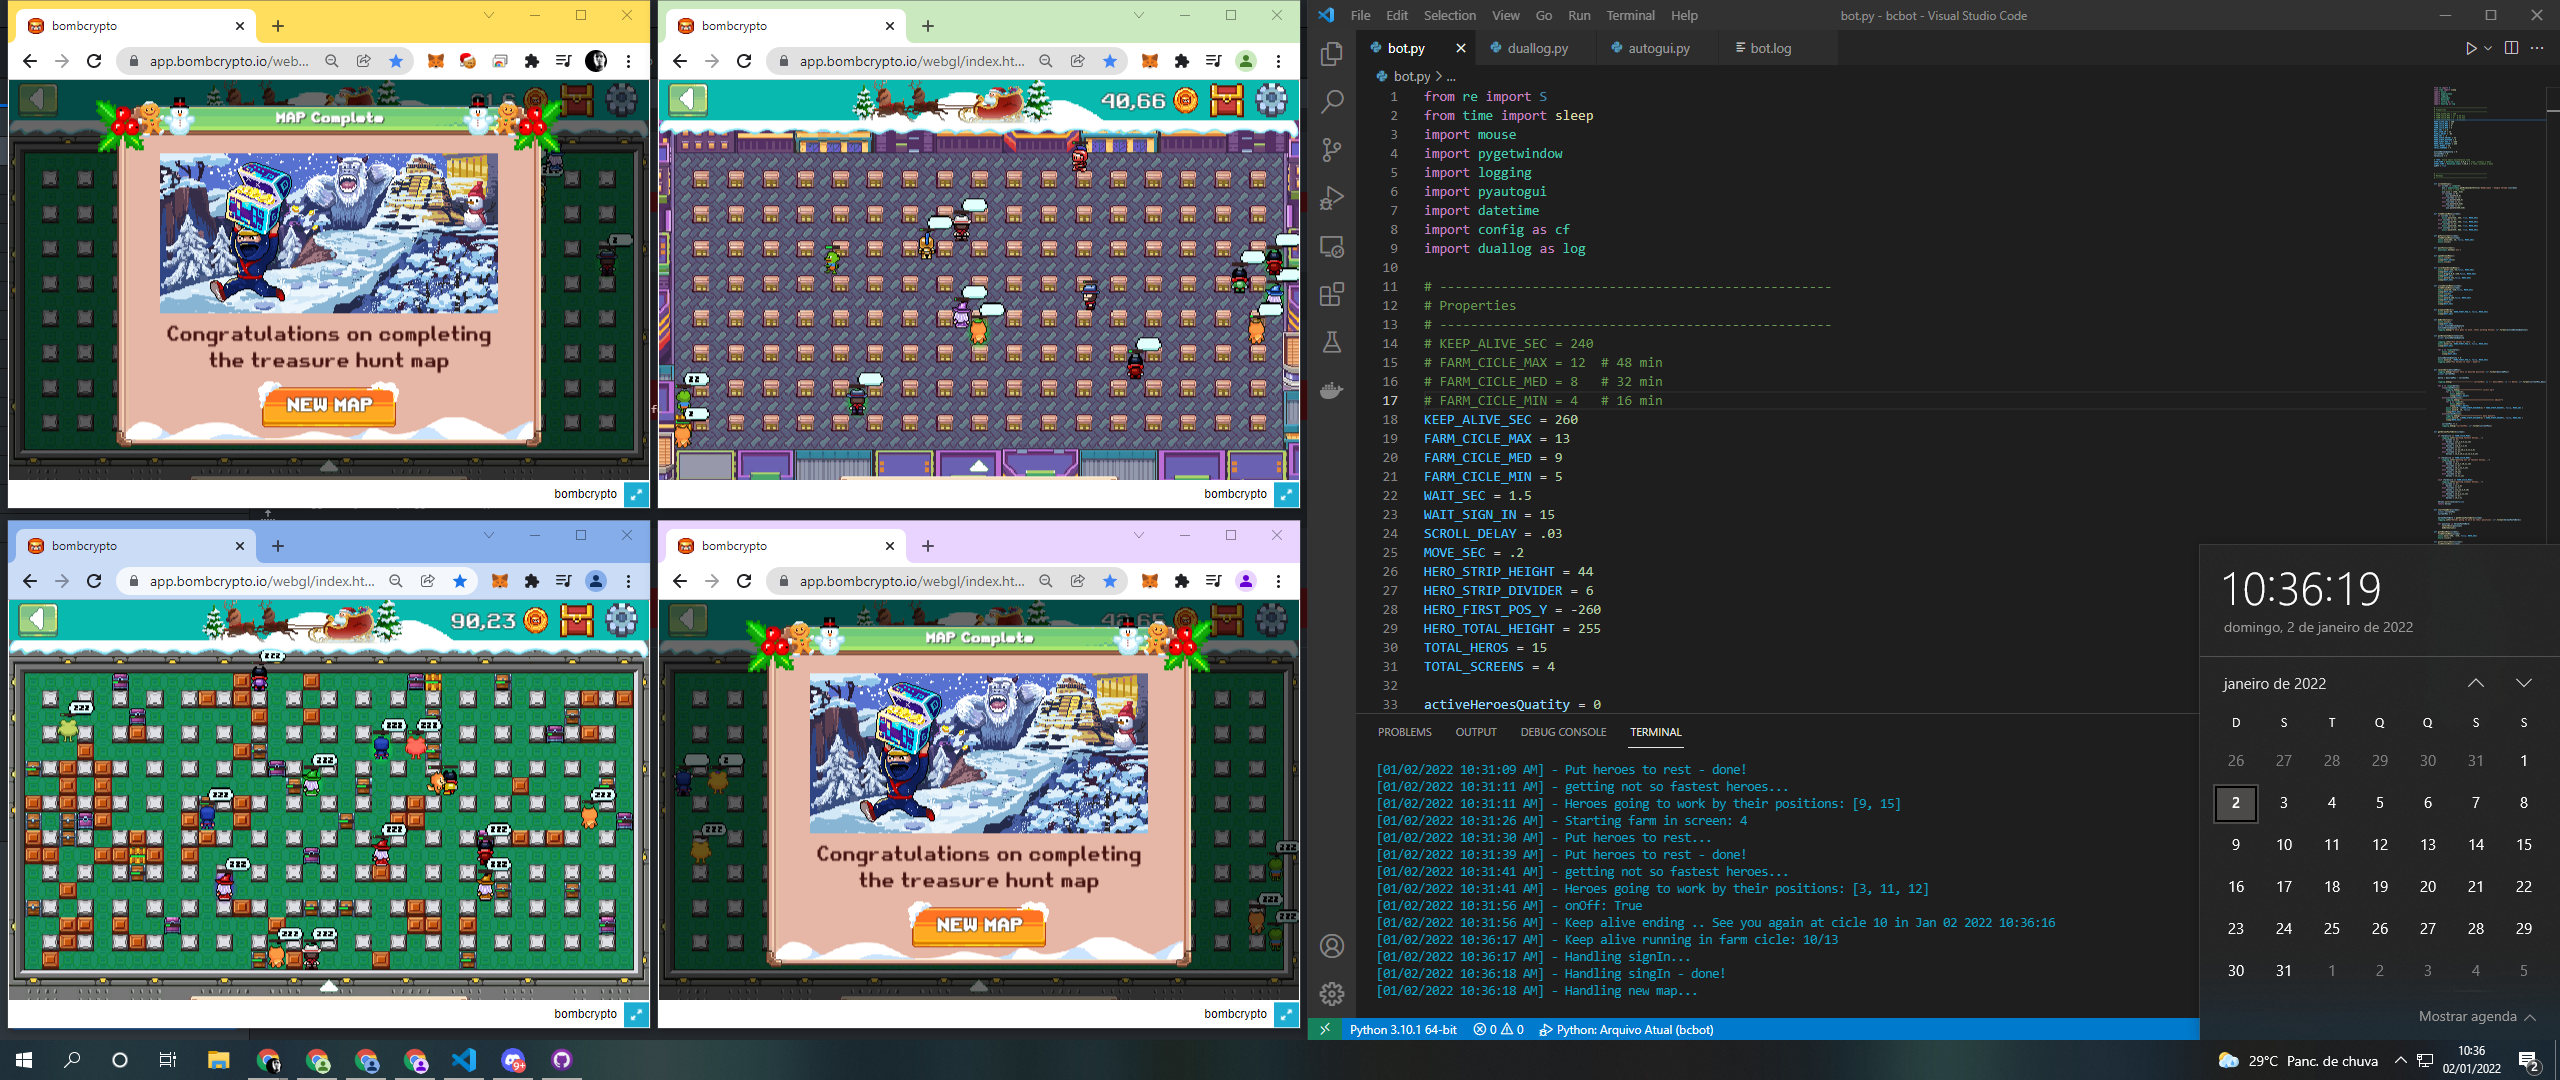 bombcrypto
app.bombcrypto.io/web...
MAP Complete
Congratulations on completing
the treasure hunt map
NEW MAP
bombcrypto
bombcrypto
app.bombcrypto.io/webgl/index.ht...
40,66
bombcrypto
bombcrypto
app.bombcrypto.io/webgl/index.ht...
90,23
bombcrypto
bombcrypto
app.bombcrypto.io/webgl/index.ht...
MAP Complete
Congratulations on completing
the treasure hunt map
NEW MAP
bombcrypto
File Edit Selection View Go Run Terminal Help
bot.py - bcbot - Visual Studio Code
bot.py duallog.py autogui.py bot.log
bot.py > ...
1 from re import S
2 from time import sleep
3 import mouse
4 import pygetwindow
5 import logging
6 import pyautogui
7 import datetime
8 import config as cf
9 import duallog as log
10
11 # --------------------------------------------------
12 # Properties
13 # --------------------------------------------------
14 # KEEP_ALIVE_SEC = 240
15 # FARM_CICLE_MAX = 12 # 48 min
16 # FARM_CICLE_MED = 8 # 32 min
17 # FARM_CICLE_MIN = 4 # 16 min
18 KEEP_ALIVE_SEC = 260
19 FARM_CICLE_MAX = 13
20 FARM_CICLE_MED = 9
21 FARM_CICLE_MIN = 5
22 WAIT_SEC = 1.5
23 WAIT_SIGN_IN = 15
24 SCROLL_DELAY = .03
25 MOVE_SEC = .2
26 HERO_STRIP_HEIGHT = 44
27 HERO_STRIP_DIVIDER = 6
28 HERO_FIRST_POS_Y = -260
29 HERO_TOTAL_HEIGHT = 255
30 TOTAL_HEROS = 15
31 TOTAL_SCREENS = 4
32
33 activeHeroesQuatity = 0
PROBLEMS OUTPUT DEBUG CONSOLE TERMINAL
[01/02/2022 10:31:09 AM] - Put heroes to rest - done!
[01/02/2022 10:31:11 AM] - getting not so fastest heroes...
[01/02/2022 10:31:11 AM] - Heroes going to work by their positions: [9, 15]
[01/02/2022 10:31:26 AM] - Starting farm in screen: 4
[01/02/2022 10:31:30 AM] - Put heroes to rest...
[01/02/2022 10:31:39 AM] - Put heroes to rest - done!
[01/02/2022 10:31:41 AM] - getting not so fastest heroes...
[01/02/2022 10:31:41 AM] - Heroes going to work by their positions: [3, 11, 12]
[01/02/2022 10:31:56 AM] - onOff: True
[01/02/2022 10:31:56 AM] - Keep alive ending .. See you again at cicle 10 in Jan 02 2022 10:36:16
[01/02/2022 10:36:17 AM] - Keep alive running in farm cicle: 10/13
[01/02/2022 10:36:17 AM] - Handling signIn...
[01/02/2022 10:36:18 AM] - Handling singIn - done!
[01/02/2022 10:36:18 AM] - Handling new map...
Python 3.10.1 64-bit 0 0 Python: Arquivo Atual (bcbot)
10:36:19
domingo, 2 de janeiro de 2022
janeiro de 2022
D S T Q Q S S
26 27 28 29 30 31 1
2 3 4 5 6 7 8
9 10 11 12 13 14 15
16 17 18 19 20 21 22
23 24 25 26 27 28 29
30 31 1 2 3 4 5
Mostrar agenda
9+
29°C Panc. de chuva
10:36
02/01/2022
2